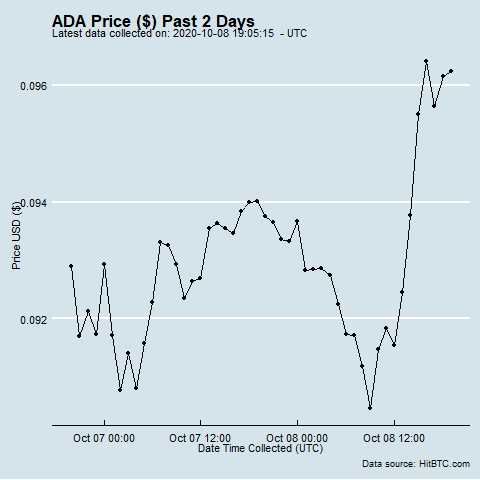 ADA Price ($) Past 2 Days
Latest data collected on: 2020-10-08 19:05:15 - UTC
0.096
0.094
0.092
Price USD ($)
Oct 07 00:00 Oct 07 12:00 Oct 08 00:00 Oct 08 12:00
Date Time Collected (UTC)
Data source: HitBTC.com